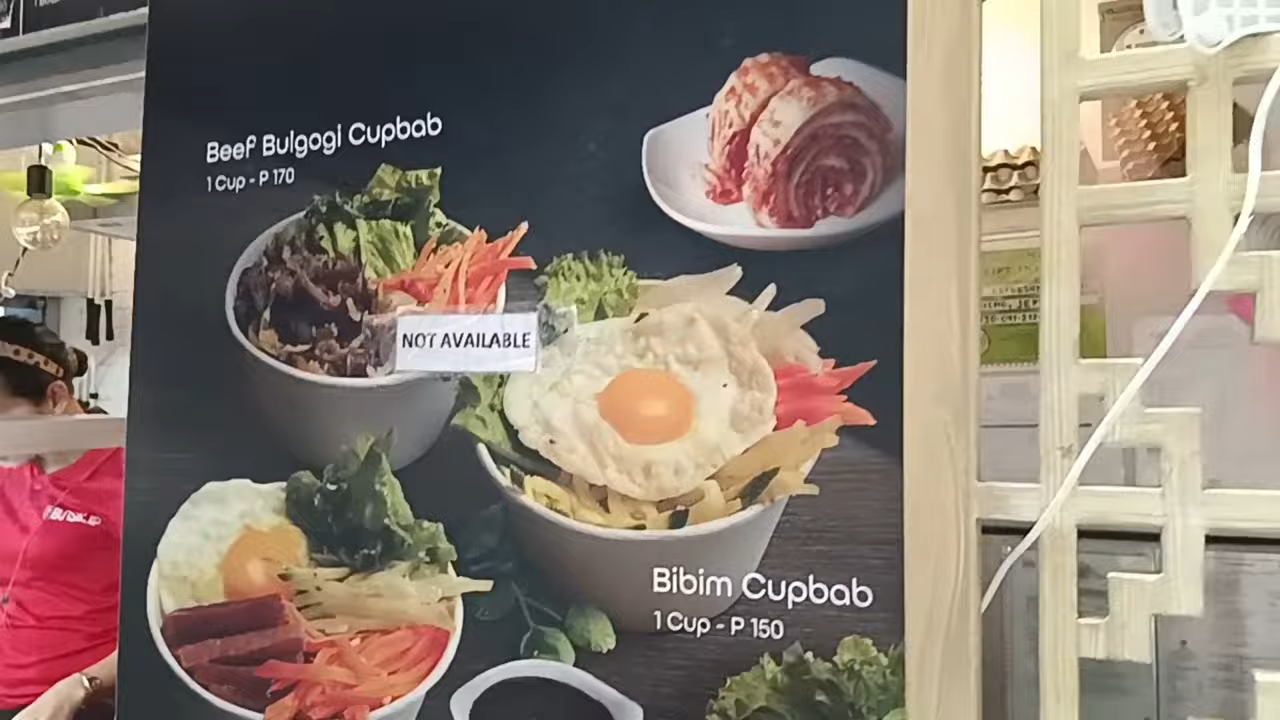 Beef Bulgogi Cupbab
1 Cup - P 170
NOT AVAILABLE
Bibim Cupbab
1 Cup - P 150